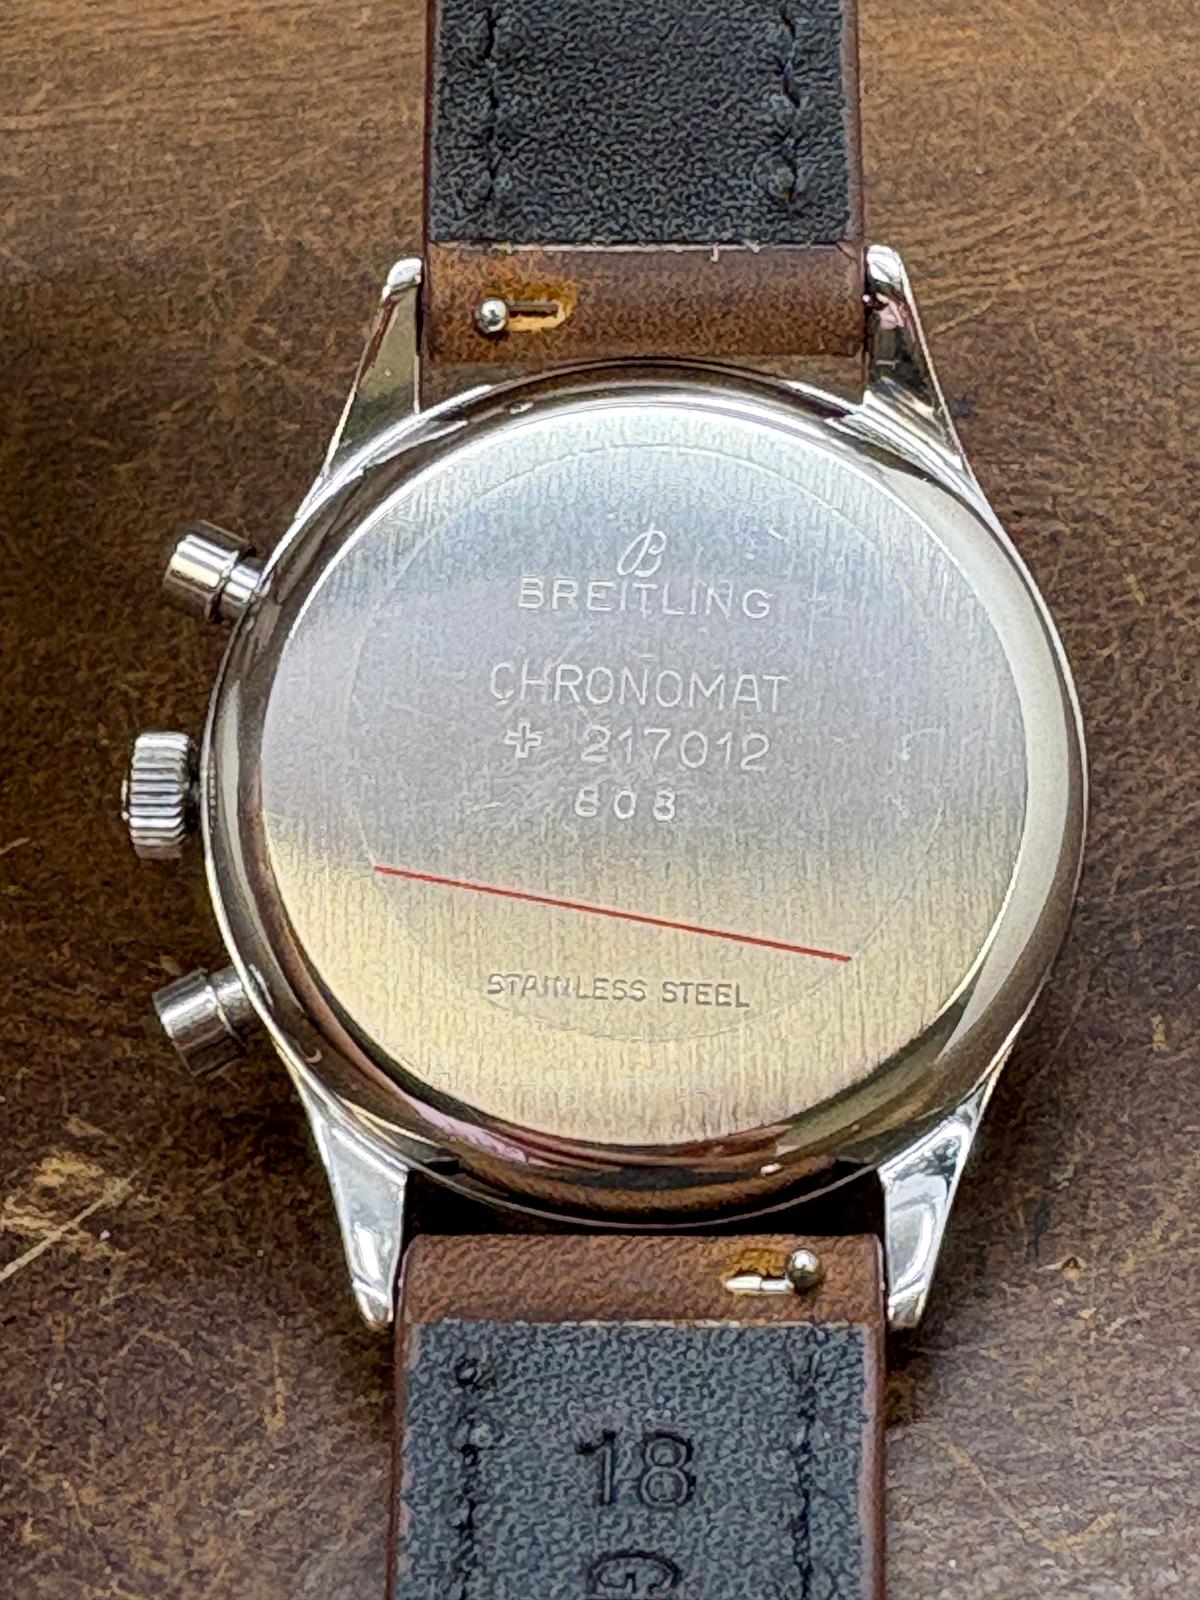 B
BREITLING
CHRONOMAT
217012
808
STAINLESS STEEL
18
G